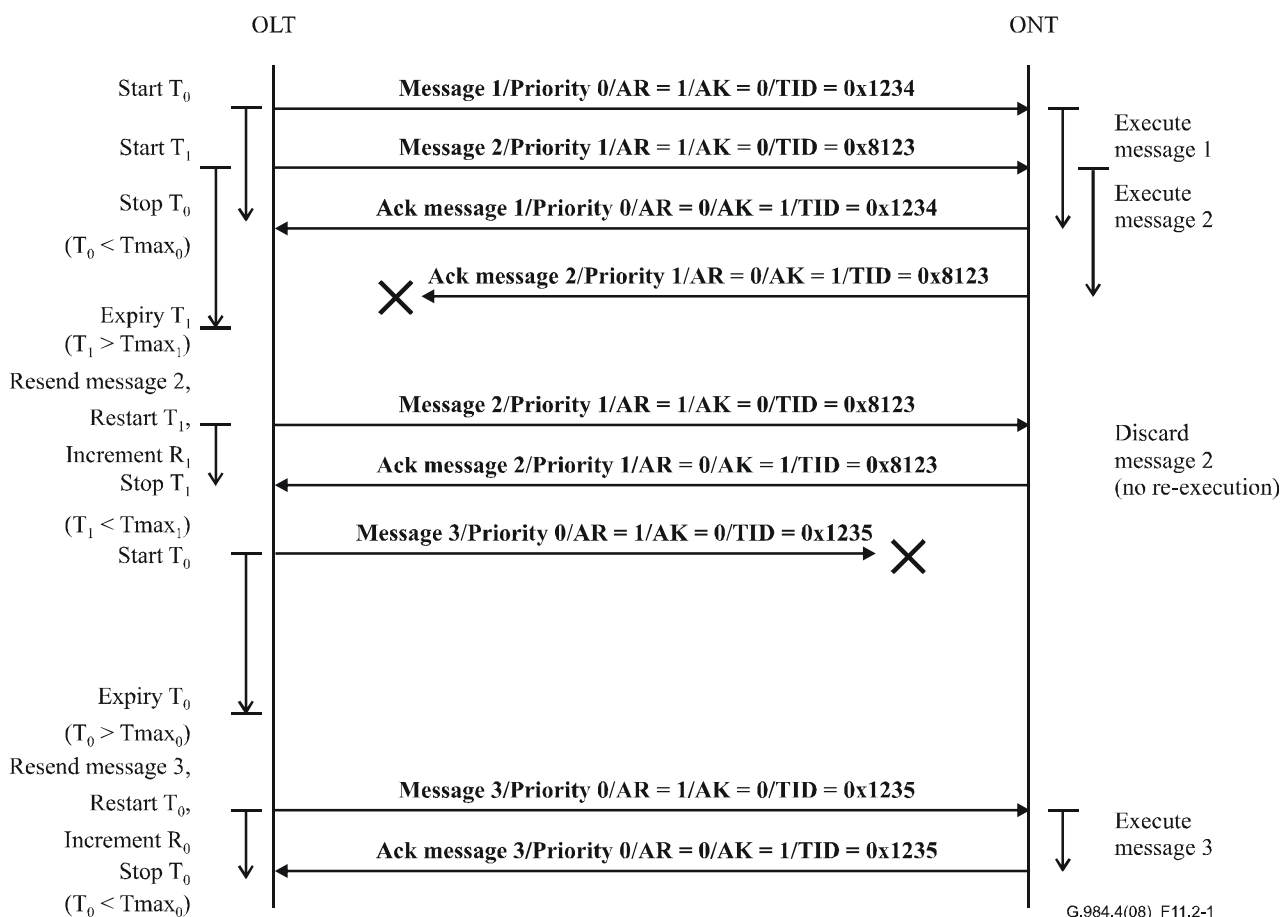 OLT
ONT
Start T0
Message 1/Priority 0/AR = 1/AK = 0/TID = 0x1234
Execute
message 1
Start T1
Message 2/Priority 1/AR = 1/AK = 0/TID = 0x8123
Execute
message 2
Stop T0
(T0 < Tmax0)
Ack message 1/Priority 0/AR = 0/AK = 1/TID = 0x1234
Ack message 2/Priority 1/AR = 0/AK = 1/TID = 0x8123
Expiry T1
(T1 > Tmax1)
Resend message 2,
Restart T1,
Message 2/Priority 1/AR = 1/AK = 0/TID = 0x8123
Increment R1
Stop T1
(T1 < Tmax1)
Ack message 2/Priority 1/AR = 0/AK = 1/TID = 0x8123
Discard
message 2
(no re-execution)
Start T0
Message 3/Priority 0/AR = 1/AK = 0/TID = 0x1235
Expiry T0
(T0 > Tmax0)
Resend message 3,
Restart T0,
Message 3/Priority 0/AR = 1/AK = 0/TID = 0x1235
Increment R0
Stop T0
(T0 < Tmax0)
Ack message 3/Priority 0/AR = 0/AK = 1/TID = 0x1235
Execute
message 3
G.984.4(08)_F11.2-1